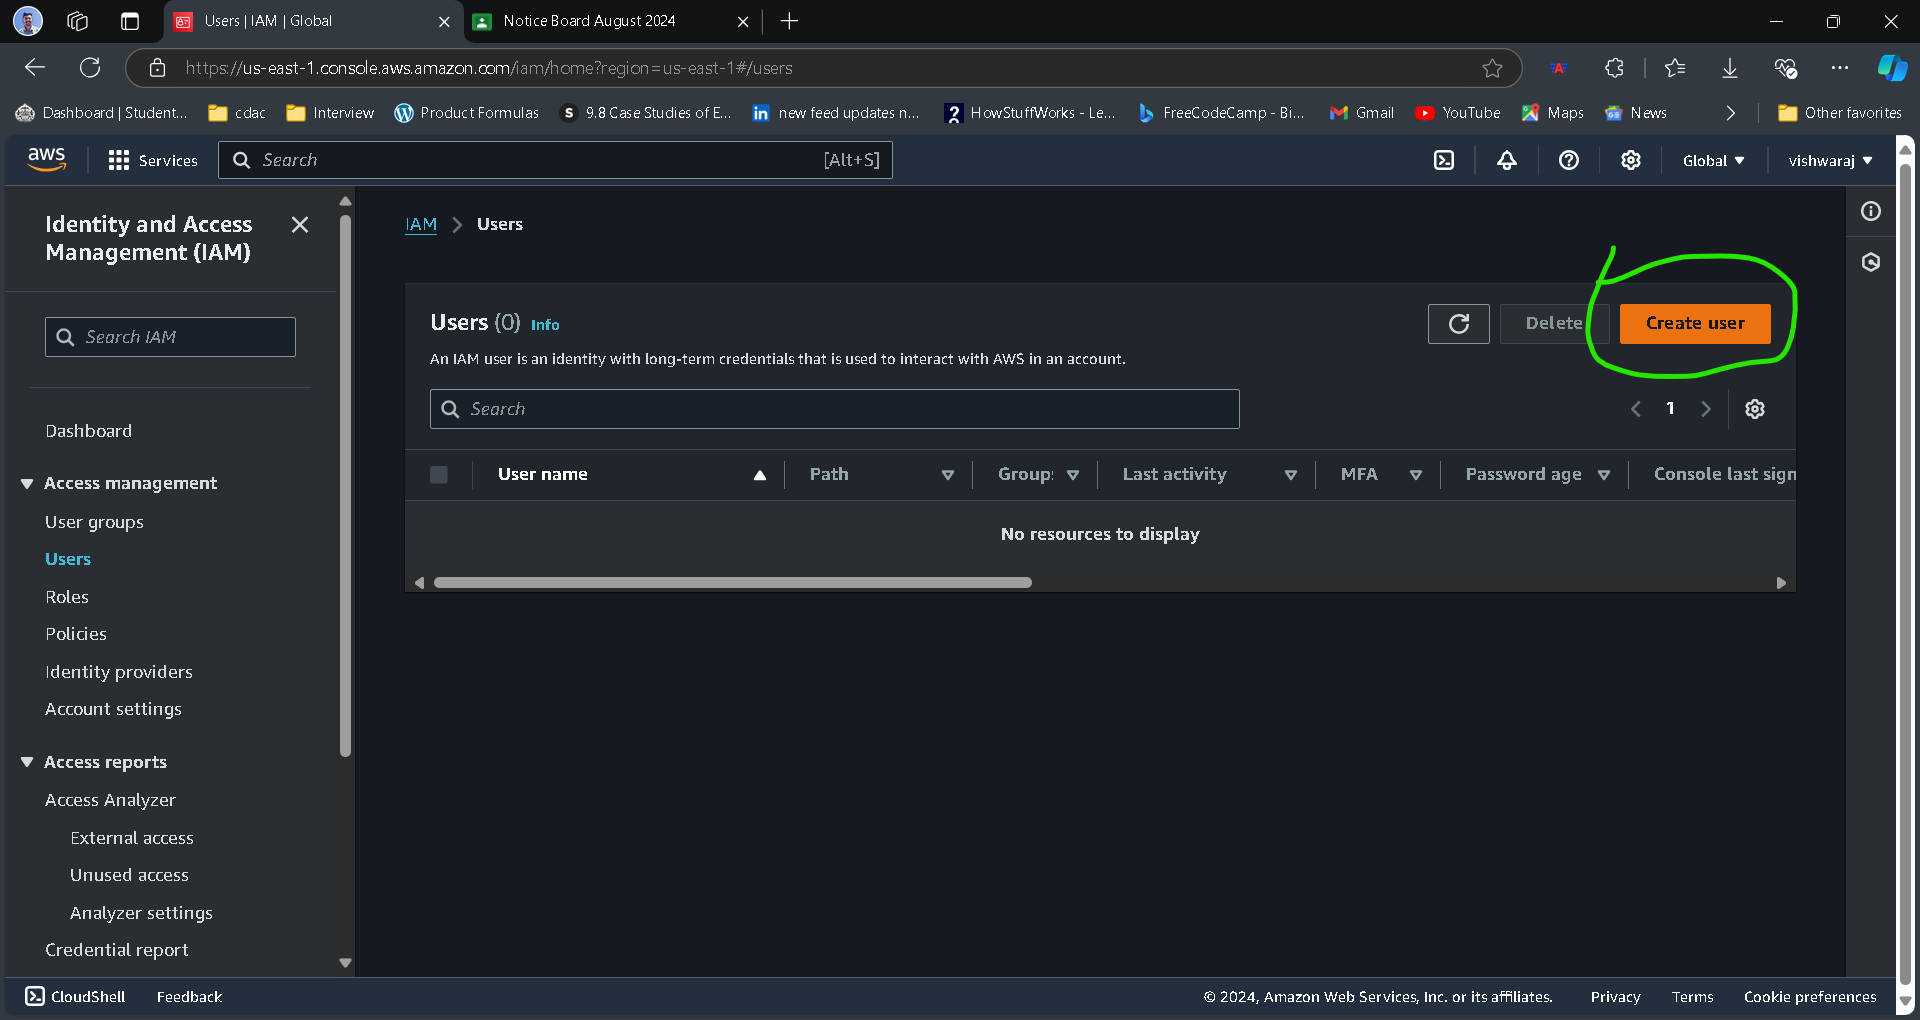 Users | IAM | Global
Notice Board August 2024
https://us-east-1.console.aws.amazon.com/iam/home?region=us-east-1#/users
Dashboard | Student...
cdac
Interview
Product Formulas
9.8 Case Studies of E...
new feed updates n...
HowStuffWorks - Le...
FreeCodeCamp - Bi...
Gmail
YouTube
Maps
News
Other favorites
aws
Services
Search
[Alt+S]
Global
vishwaraj
Identity and Access
Management (IAM)
Search IAM
Dashboard
Access management
User groups
Users
Roles
Policies
Identity providers
Account settings
Access reports
Access Analyzer
External access
Unused access
Analyzer settings
Credential report
IAM
Users
Users (0) Info
Delete
Create user
An IAM user is an identity with long-term credentials that is used to interact with AWS in an account.
Search
1
User name
Path
Group
Last activity
MFA
Password age
Console last sign
No resources to display
CloudShell
Feedback
© 2024, Amazon Web Services, Inc. or its affiliates.
Privacy
Terms
Cookie preferences